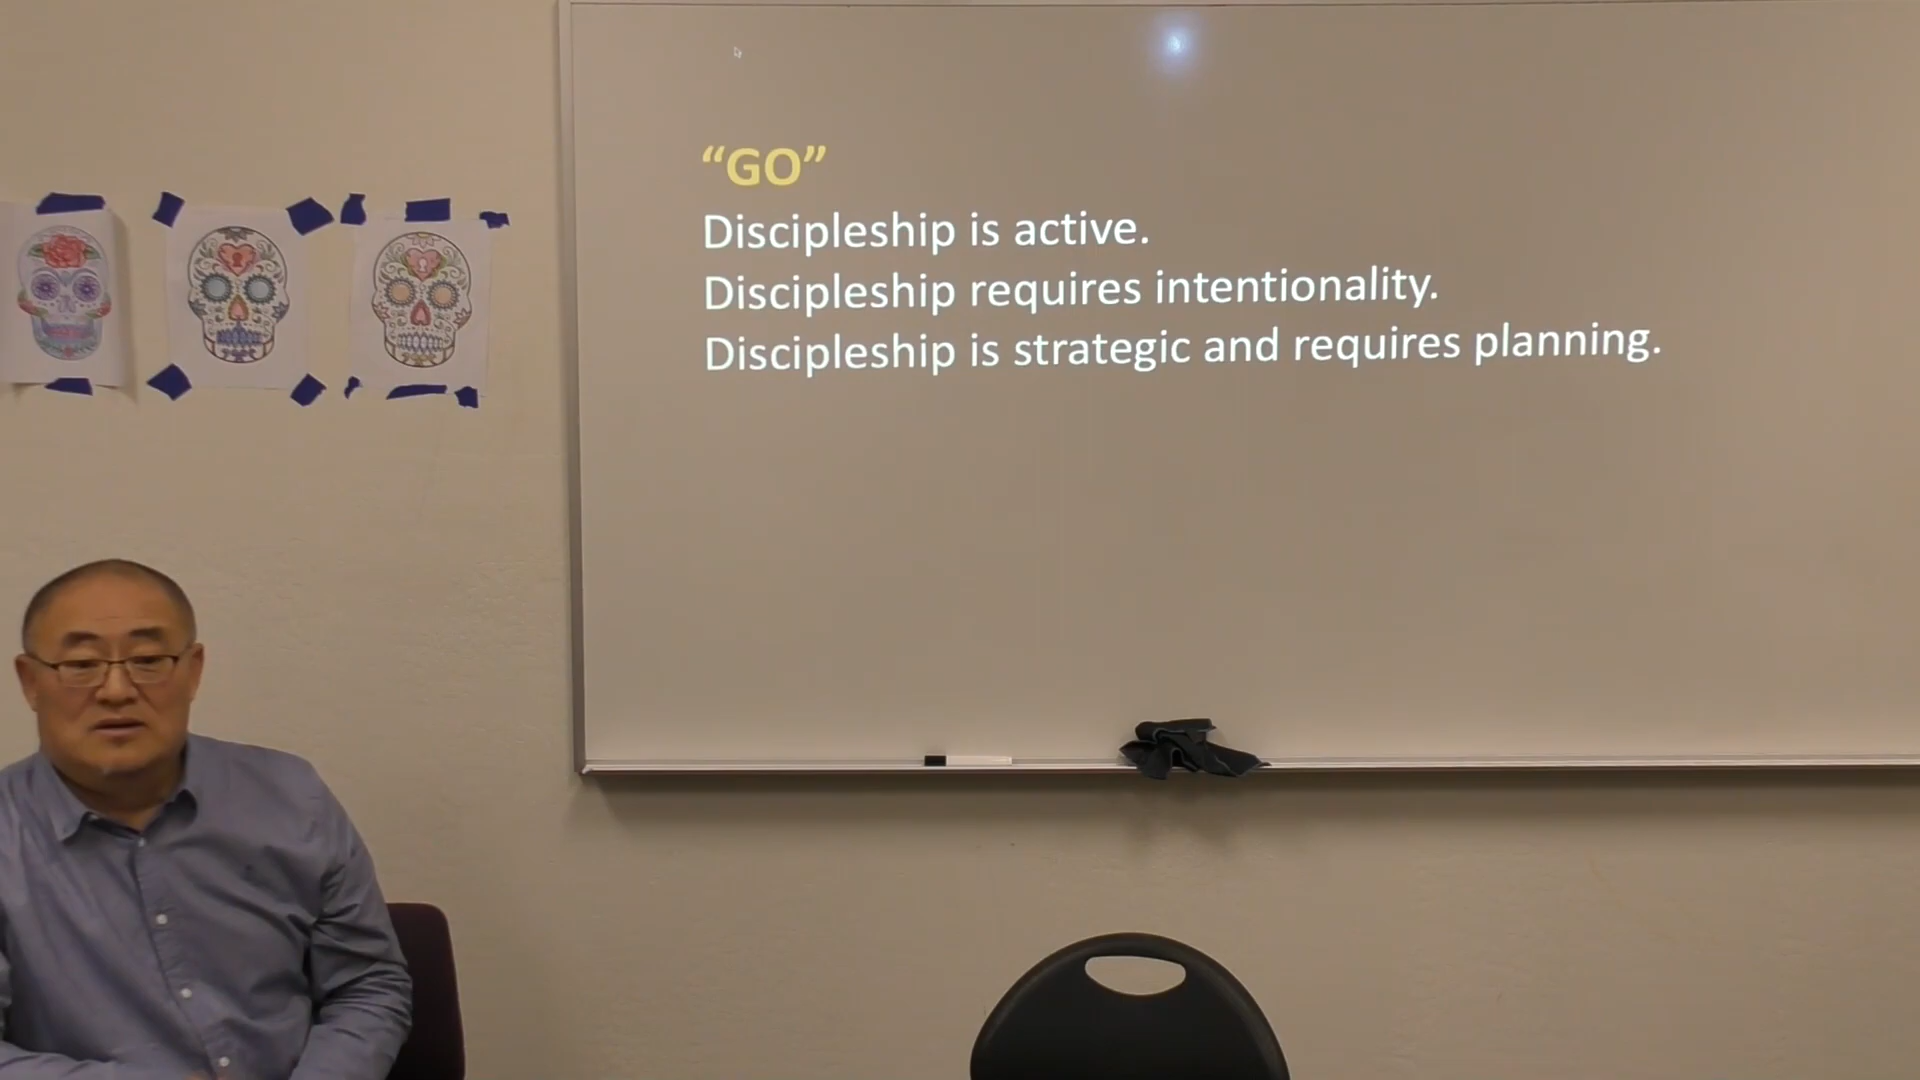 “GO”
Discipleship is active.
Discipleship requires intentionality.
Discipleship is strategic and requires planning.